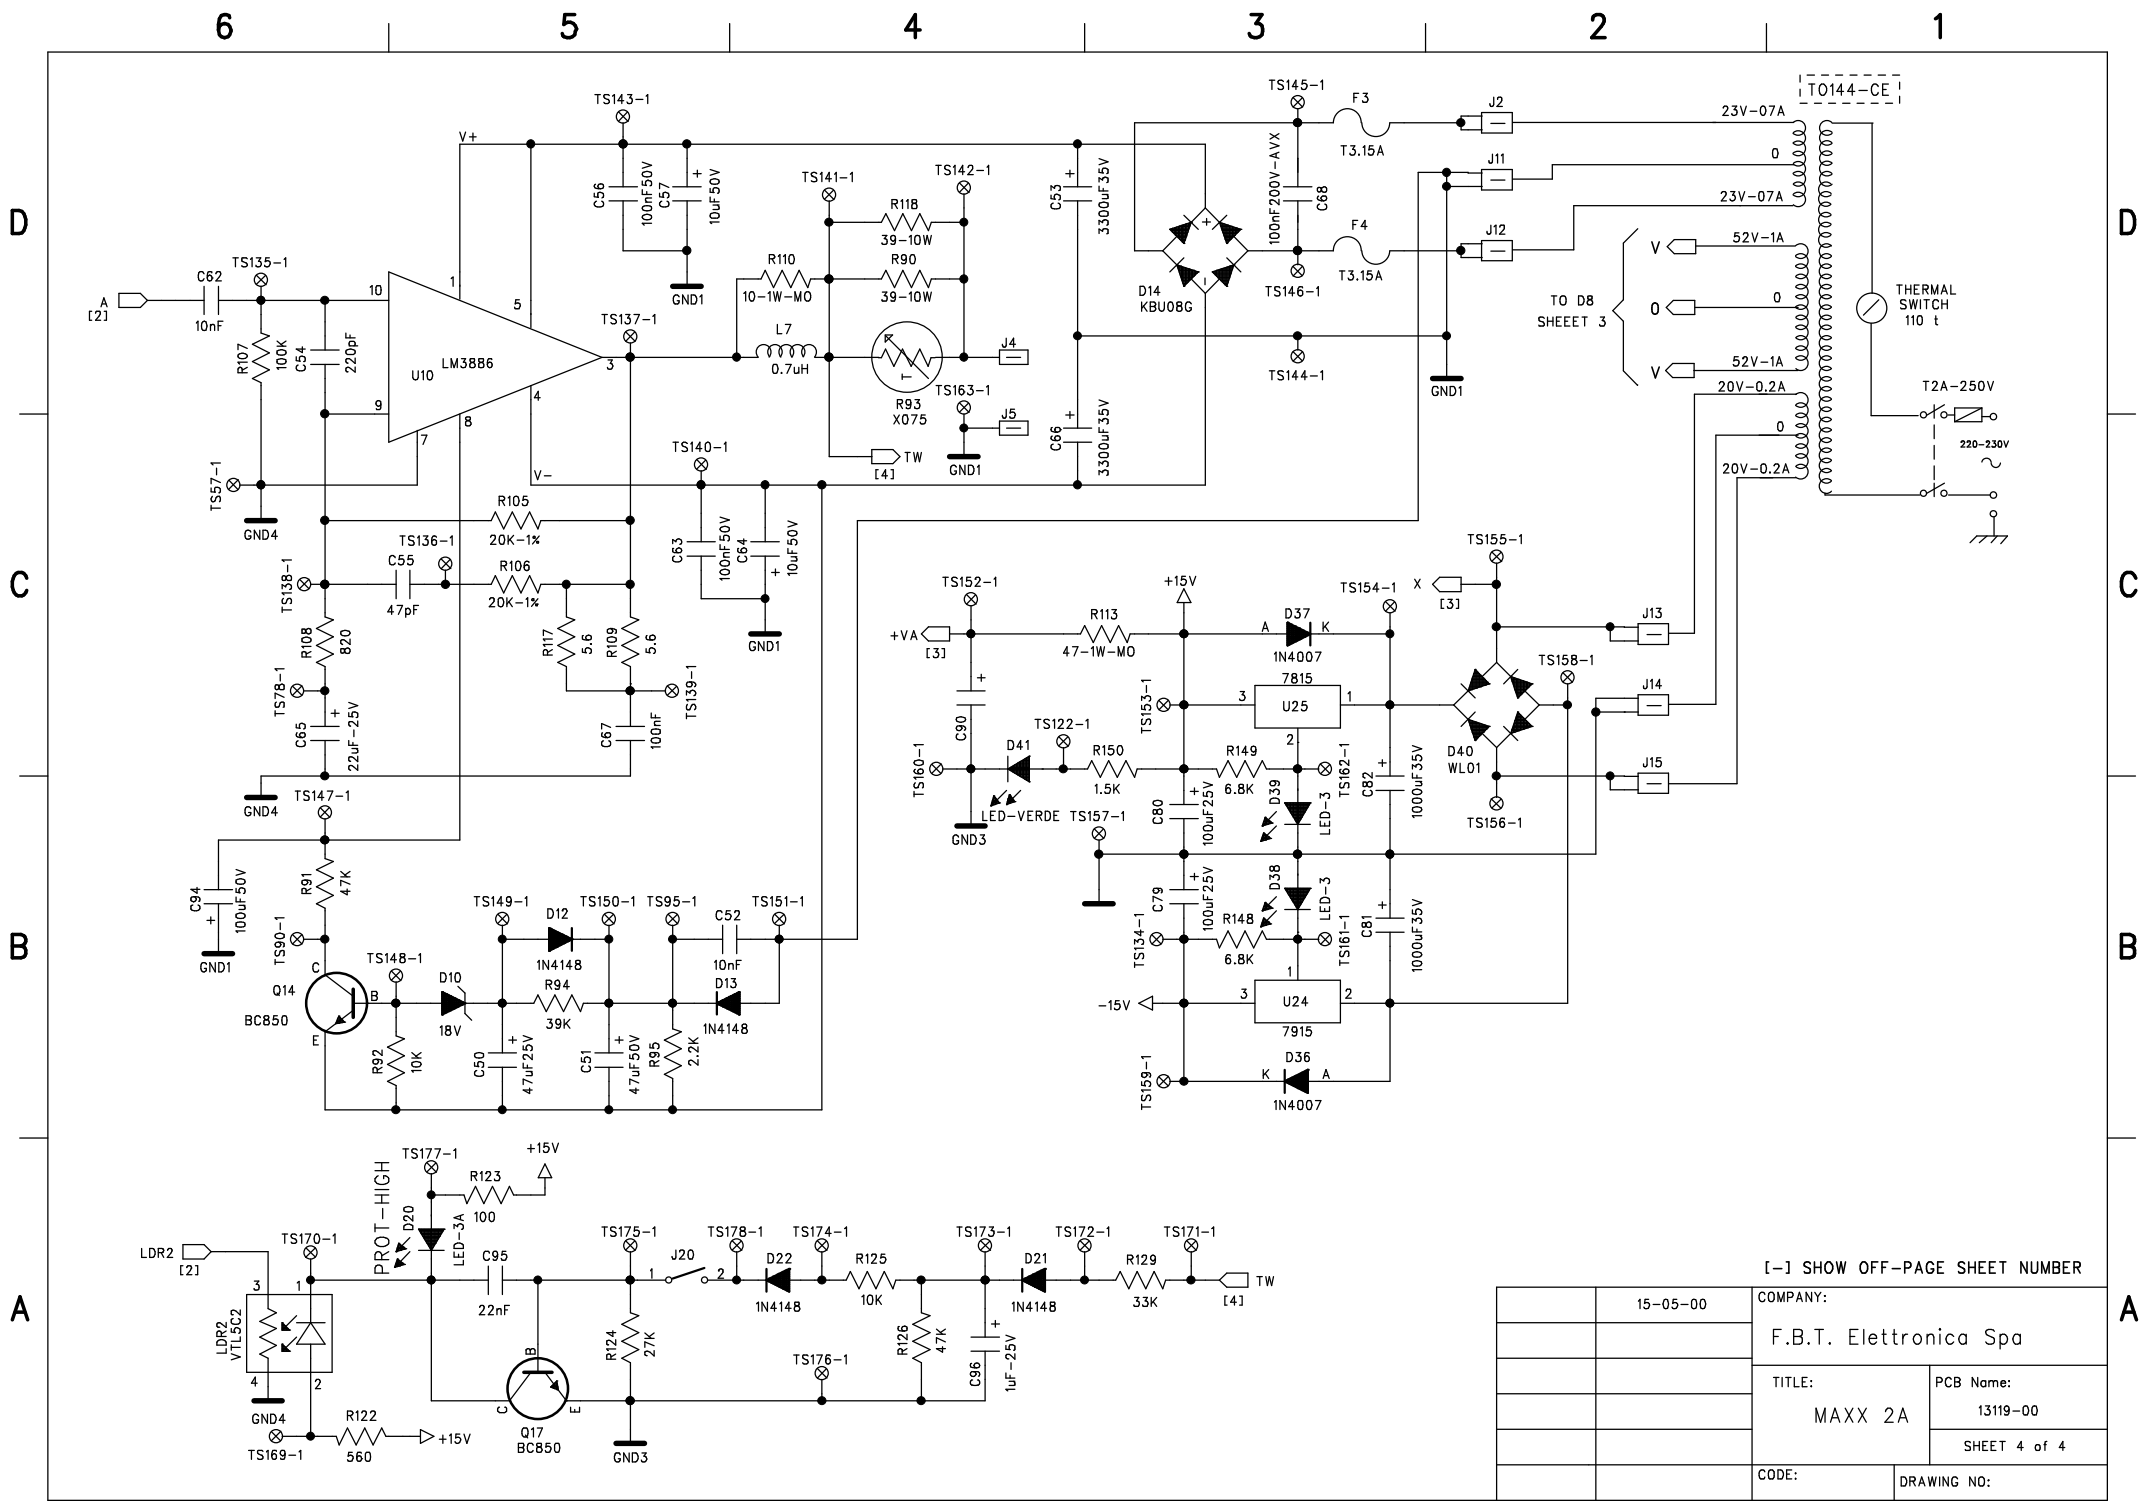 6 5 4 3 2 1
D
C
B
A
D
C
B
A
TO144-CE
TS143-1
V+
C56
100nF50V
C57
10uF50V
GND1
TS141-1
TS142-1
R118
39-10W
R110
10-1W-MO
R90
39-10W
L7
0.7uH
R93
X075
T
J4
TS163-1
J5
GND1
TW
[4]
C53
3300uF35V
C66
3300uF35V
TS145-1
F3
T3.15A
100nF200V-AVX
C68
F4
T3.15A
TS146-1
D14
KBU08G
+
-
TS144-1
GND1
J2
J11
J12
23V-07A
0
23V-07A
52V-1A
0
52V-1A
20V-0.2A
0
20V-0.2A
V
0
V
TO D8
SHEEET 3
THERMAL
SWITCH
110 t
T2A-250V
220-230V
A
[2]
C62
10nF
TS135-1
R107
100K
C54
220pF
10
9
1
5
3
4
8
7
U10
LM3886
TS137-1
TS57-1
GND4
V-
TS140-1
C63
100nF50V
C64
10uF50V
+
GND1
R105
20K-1%
TS136-1
TS138-1
C55
47pF
R106
20K-1%
R108
820
R117
5.6
R109
5.6
TS78-1
TS139-1
C65
22uF-25V
C67
100nF
GND4
TS152-1
+VA
[3]
R113
47-1W-MO
+15V
D37
A K
1N4007
TS154-1
X
[3]
TS155-1
J13
TS158-1
J14
J15
D40
WL01
TS156-1
7815
3 U25 1
2
TS153-1
C90
TS122-1
TS160-1
D41
LED-VERDE
R150
1.5K
R149
6.8K
TS162-1
D39
LED-3
C80
100uF25V
C82
1000uF35V
TS157-1
GND3
C79
100uF25V
D38
LED-3
TS134-1
R148
6.8K
TS161-1
C81
1000uF35V
1
-15V
3 U24 2
7915
TS159-1
D36
K A
1N4007
TS147-1
C94
100uF50V
+
GND1
R91
47K
TS90-1
Q14
BC850
C
B
E
TS148-1
D10
18V
R92
10K
TS149-1
D12
1N4148
TS150-1
TS95-1
C52
10nF
TS151-1
R94
39K
D13
1N4148
C50
47uF25V
C51
47uF50V
R95
2.2K
PROT-HIGH
TS177-1
+15V
R123
100
D20
LED-3A
LDR2
[2]
TS170-1
3 1
LDR2
VTL5C2
4 2
GND4
TS169-1
R122
560
+15V
C95
22nF
B
C
E
Q17
BC850
TS175-1
R124
27K
GND3
1 J20 2
TS178-1
D22
1N4148
TS174-1
R125
10K
TS176-1
R126
47K
TS173-1
C96
1uF-25V
D21
1N4148
TS172-1
R129
33K
TS171-1
TW
[4]
[-] SHOW OFF-PAGE SHEET NUMBER
15-05-00
COMPANY:
F.B.T. Elettronica Spa
TITLE:
MAXX 2A
PCB Name:
13119-00
SHEET 4 of 4
CODE:
DRAWING NO: